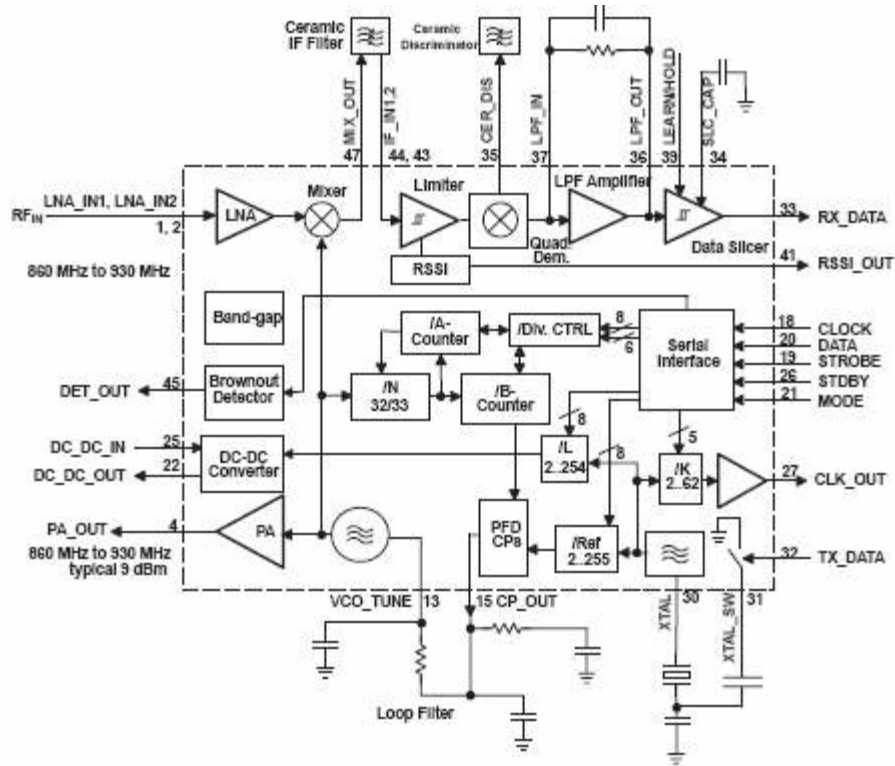 Ceramic
IF Filter
Ceramic
Discriminator
MIX_OUT
IF_IN1,2
CER_DIS
LPF_IN
LPF_OUT
LEARN/HOLD
SLC_CAP
47
44, 43
35
37
36
39
34
LNA_IN1, LNA_IN2
RFIN
1, 2
860 MHz to 930 MHz
LNA
Mixer
Limiter
LPF Amplifier
Quad.
Dem.
Data Slicer
33
RX_DATA
RSSI
41
RSSI_OUT
Band-gap
/A-
Counter
/Div. CTRL
8
6
Serial
Interface
18
CLOCK
20
DATA
19
STROBE
26
STDBY
21
MODE
DET_OUT
45
Brownout
Detector
/N
32/33
/B-
Counter
8
5
DC_DC_IN
25
DC_DC_OUT
22
DC-DC
Converter
/L
2..254
8
/K
2..62
27
CLK_OUT
PA_OUT
4
860 MHz to 930 MHz
typical 9 dBm
PA
PFD
CPs
/Ref
2..255
32
TX_DATA
VCO_TUNE
13
15
CP_OUT
30
31
XTAL
XTAL_SW
Loop Filter